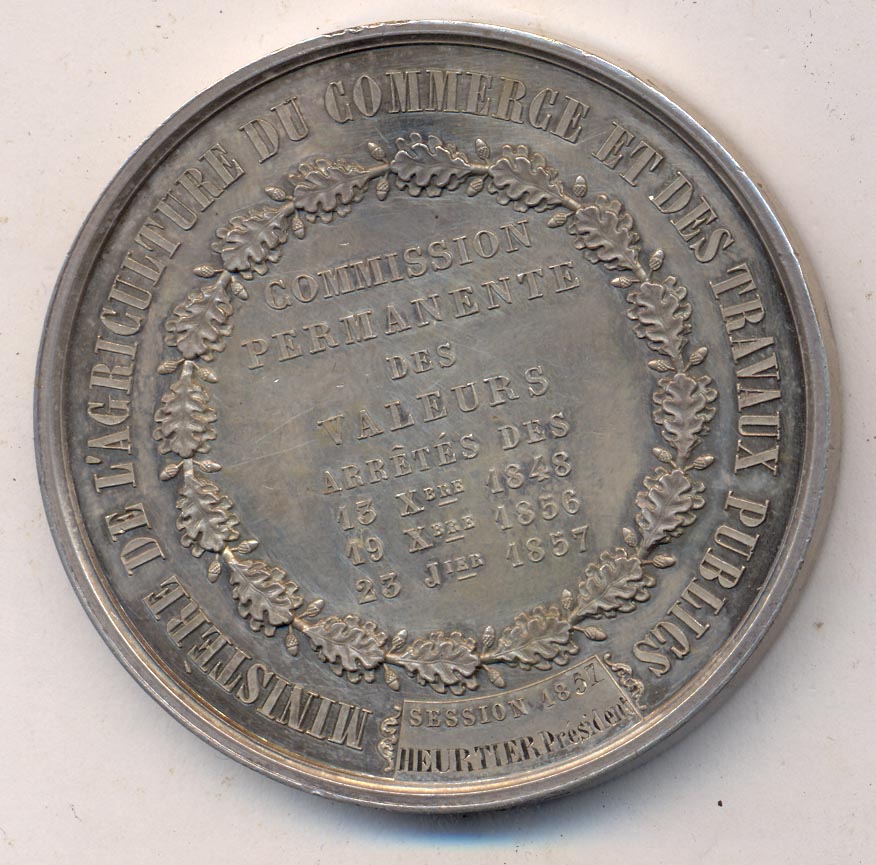 MINISTÈRE DE L'AGRICULTURE DU COMMERCE ET DES TRAVAUX PUBLICS
COMMISSION
PERMANENTE
DES
VALEURS
ARRÊTÉS DES
13 XBRE 1848
19 XBRE 1856
23 JIER 1857
SESSION 1857
HEURTIER Président